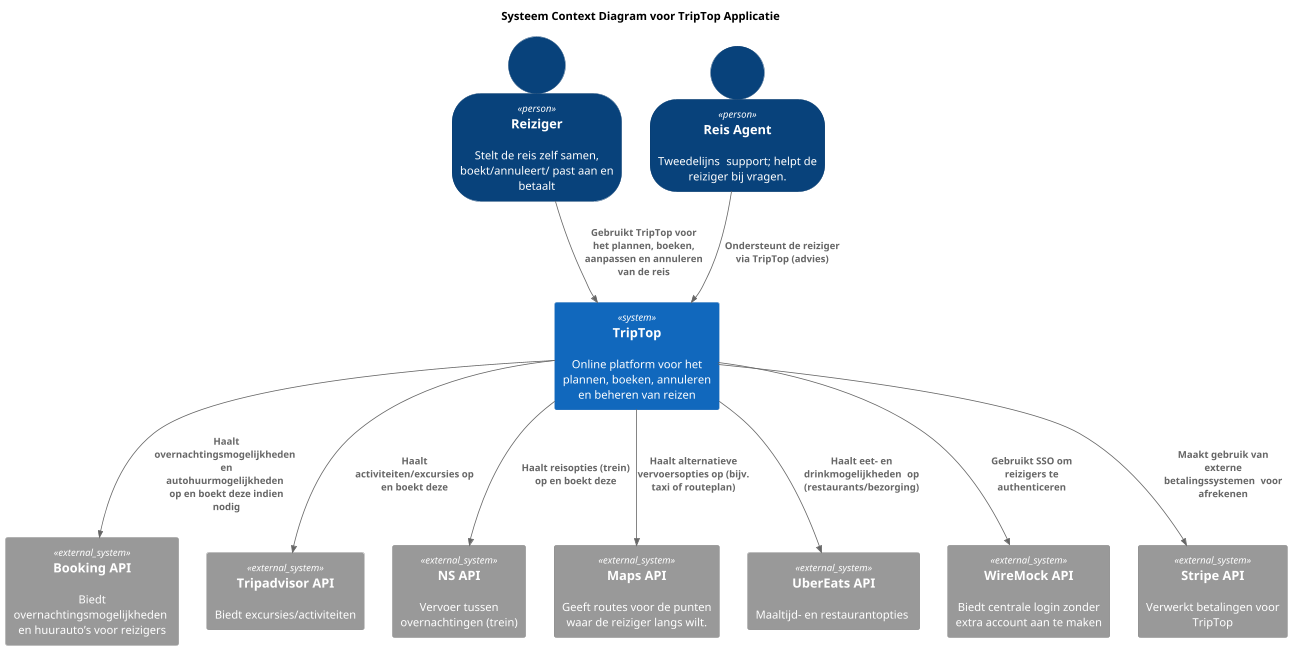 Systeem Context Diagram voor TripTop Applicatie
«person»
Reiziger
Stelt de reis zelf samen,
boekt/annuleert/ past aan en
betaalt
«person»
Reis Agent
Tweedelijns  support; helpt de
reiziger bij vragen.
Gebruikt TripTop voor
het plannen, boeken,
aanpassen en annuleren
van de reis
Ondersteunt de reiziger
via TripTop (advies)
«system»
TripTop
Online platform voor het
plannen, boeken, annuleren
en beheren van reizen
Haalt
overnachtingsmogelijkheden
en
autohuurmogelijkheden
op en boekt deze indien
nodig
Haalt
activiteiten/excursies op
en boekt deze
Haalt reisopties (trein)
op en boekt deze
Haalt alternatieve
vervoersopties op (bijv.
taxi of routeplan)
Haalt eet- en
drinkmogelijkheden  op
(restaurants/bezorging)
Gebruikt SSO om
reizigers te
authenticeren
Maakt gebruik van
externe
betalingssystemen  voor
afrekenen
«external_system»
Booking API
Biedt
overnachtingsmogelijkheden
en huurauto's voor reizigers
«external_system»
Tripadvisor API
Biedt excursies/activiteiten
«external_system»
NS API
Vervoer tussen
overnachtingen (trein)
«external_system»
Maps API
Geeft routes voor de punten
waar de reiziger langs wilt.
«external_system»
UberEats API
Maaltijd- en restaurantopties
«external_system»
WireMock API
Biedt centrale login zonder
extra account aan te maken
«external_system»
Stripe API
Verwerkt betalingen voor
TripTop